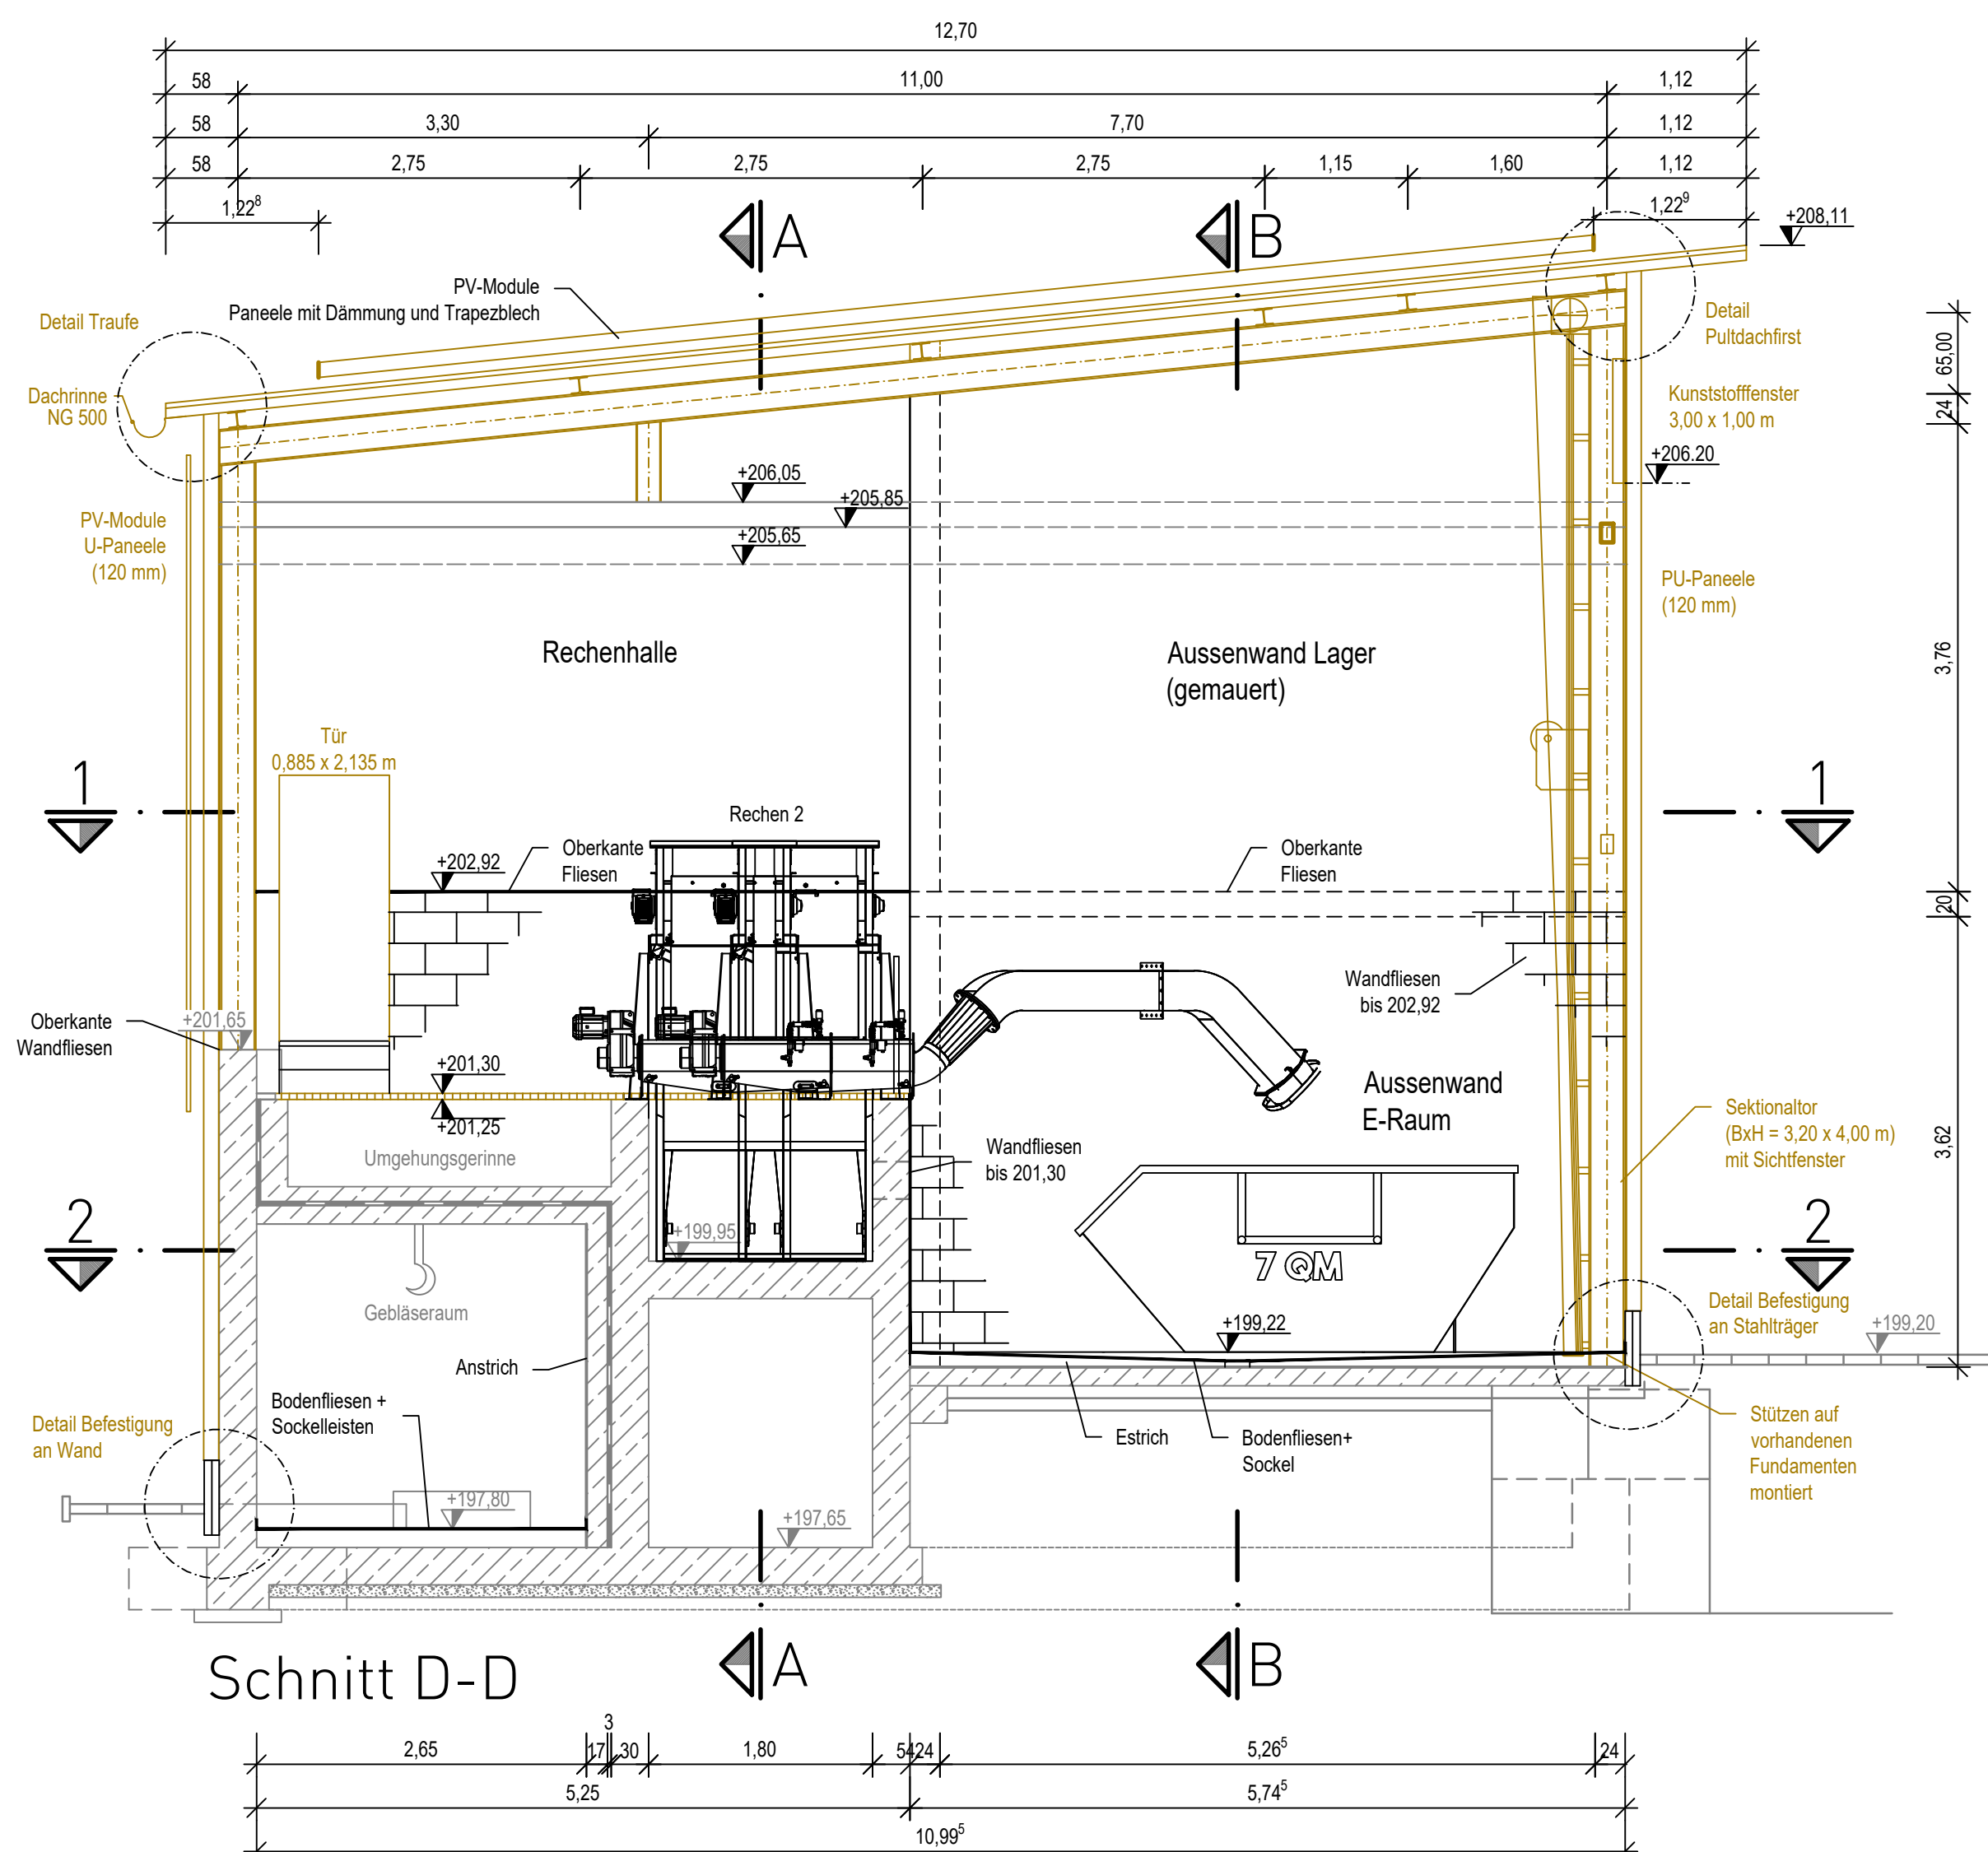 12,70
58
11,00
1,12
58
3,30
7,70
1,12
58
2,75
2,75
2,75
1,15
1,60
1,12
1,22⁸
1,22⁹
A
B
+208,11
PV-Module
Paneele mit Dämmung und Trapezblech
Detail Traufe
Dachrinne
NG 500
Detail
Pultdachfirst
65,00
24
Kunststofffenster
3,00 x 1,00 m
+206.20
+206,05
+205,85
+205,65
PV-Module
U-Paneele
(120 mm)
PU-Paneele
(120 mm)
Rechenhalle
Aussenwand Lager
(gemauert)
3,76
Tür
0,885 x 2,135 m
1
1
Rechen 2
Oberkante
Fliesen
+202,92
Oberkante
Fliesen
20
Wandfliesen
bis 202,92
Oberkante
Wandfliesen
+201,65
+201,30
+201,25
Umgehungsgerinne
Wandfliesen
bis 201,30
Aussenwand
E-Raum
Sektionaltor
(BxH = 3,20 x 4,00 m)
mit Sichtfenster
3,62
2
2
+199,95
7 QM
Gebläseraum
Anstrich
+199,22
Detail Befestigung
an Stahlträger
+199,20
Bodenfliesen +
Sockelleisten
Detail Befestigung
an Wand
Estrich
Bodenfliesen+
Sockel
Stützen auf
vorhandenen
Fundamenten
montiert
+197,80
+197,65
Schnitt D-D
A
B
2,65
17
3
30
1,80
54
24
5,26⁵
24
5,25
5,74⁵
10,99⁵